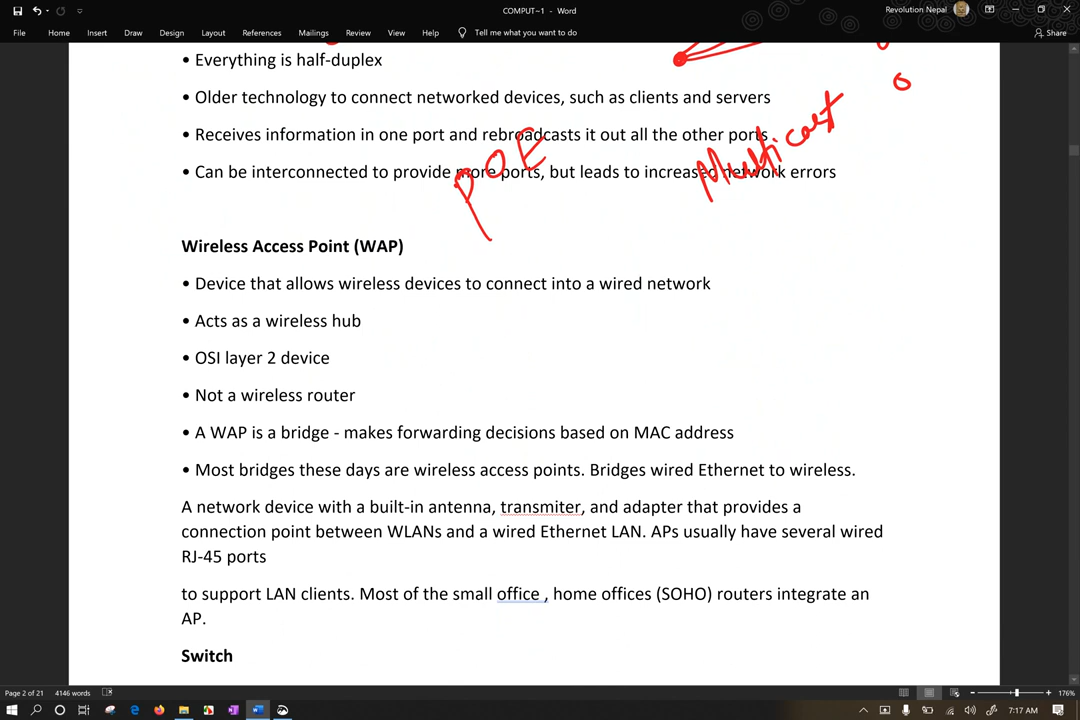 COMPUT~1 - Word
Revolution Nepal
File Home Insert Draw Design Layout References Mailings Review View Help Tell me what you want to do Share
• Everything is half-duplex
• Older technology to connect networked devices, such as clients and servers
• Receives information in one port and rebroadcasts it out all the other ports
• Can be interconnected to provide more ports, but leads to increased network errors
POE
Multicast
Wireless Access Point (WAP)
• Device that allows wireless devices to connect into a wired network
• Acts as a wireless hub
• OSI layer 2 device
• Not a wireless router
• A WAP is a bridge - makes forwarding decisions based on MAC address
• Most bridges these days are wireless access points. Bridges wired Ethernet to wireless.
A network device with a built-in antenna, transmiter, and adapter that provides a
connection point between WLANs and a wired Ethernet LAN. APs usually have several wired
RJ-45 ports
to support LAN clients. Most of the small office , home offices (SOHO) routers integrate an
AP.
Switch
Page 2 of 21 4146 words 176%
7:17 AM